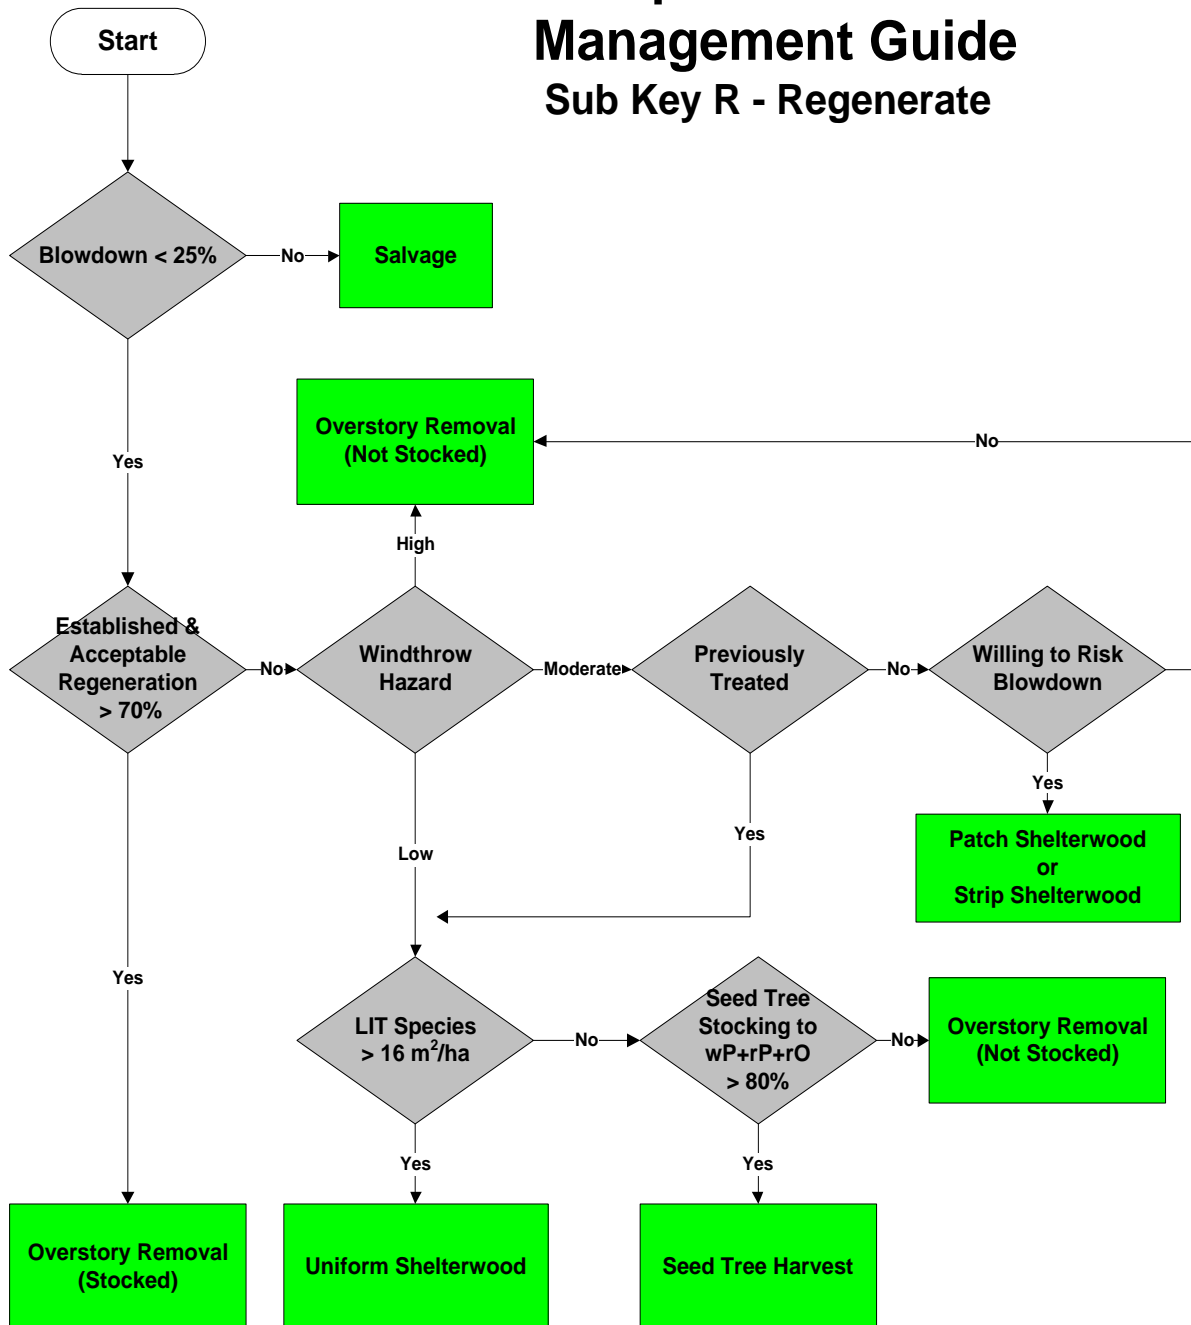 Start
Management Guide
Sub Key R - Regenerate
Blowdown < 25%
No
Salvage
Yes
Overstory Removal
(Not Stocked)
No
High
Established &
Acceptable
Regeneration
> 70%
No
Windthrow
Hazard
Moderate
Previously
Treated
No
Willing to Risk
Blowdown
Yes
Patch Shelterwood
or
Strip Shelterwood
Low
Yes
Yes
LIT Species
> 16 m²/ha
No
Seed Tree
Stocking to
wP+rP+rO
> 80%
No
Overstory Removal
(Not Stocked)
Yes
Yes
Overstory Removal
(Stocked)
Uniform Shelterwood
Seed Tree Harvest